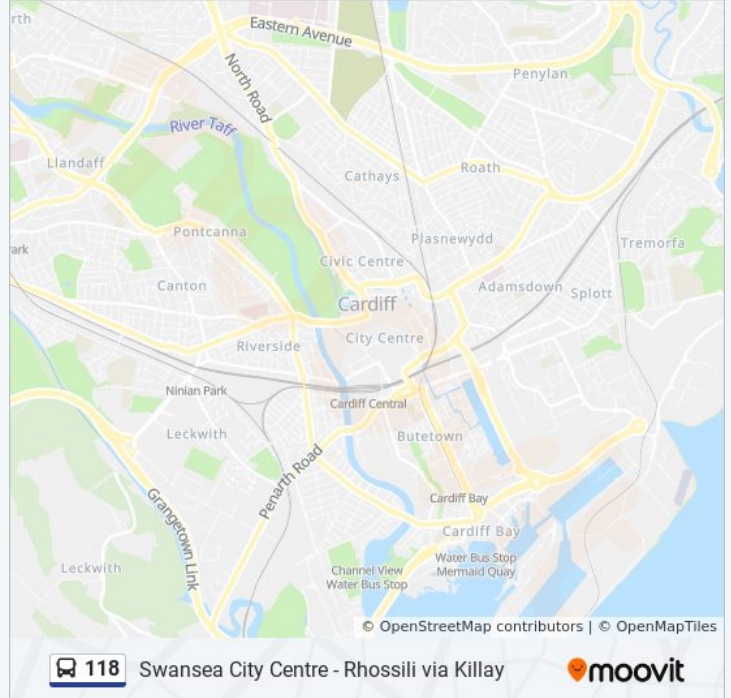 rth
Eastern Avenue
North Road
Penylan
River Taff
Llandaff
Cathays
Roath
Pontcanna
Plasnewydd
Tremorfa
ark
Civic Centre
Canton
Adamsdown
Splott
Cardiff
City Centre
Riverside
Ninian Park
Cardiff Central
Leckwith
Butetown
Penarth Road
Grangetown Link
Cardiff Bay
Cardiff Bay
Leckwith
Channel View
Water Bus Stop
Water Bus Stop
Mermaid Quay
© OpenStreetMap contributors | © OpenMapTiles
118 Swansea City Centre - Rhossili via Killay moovit